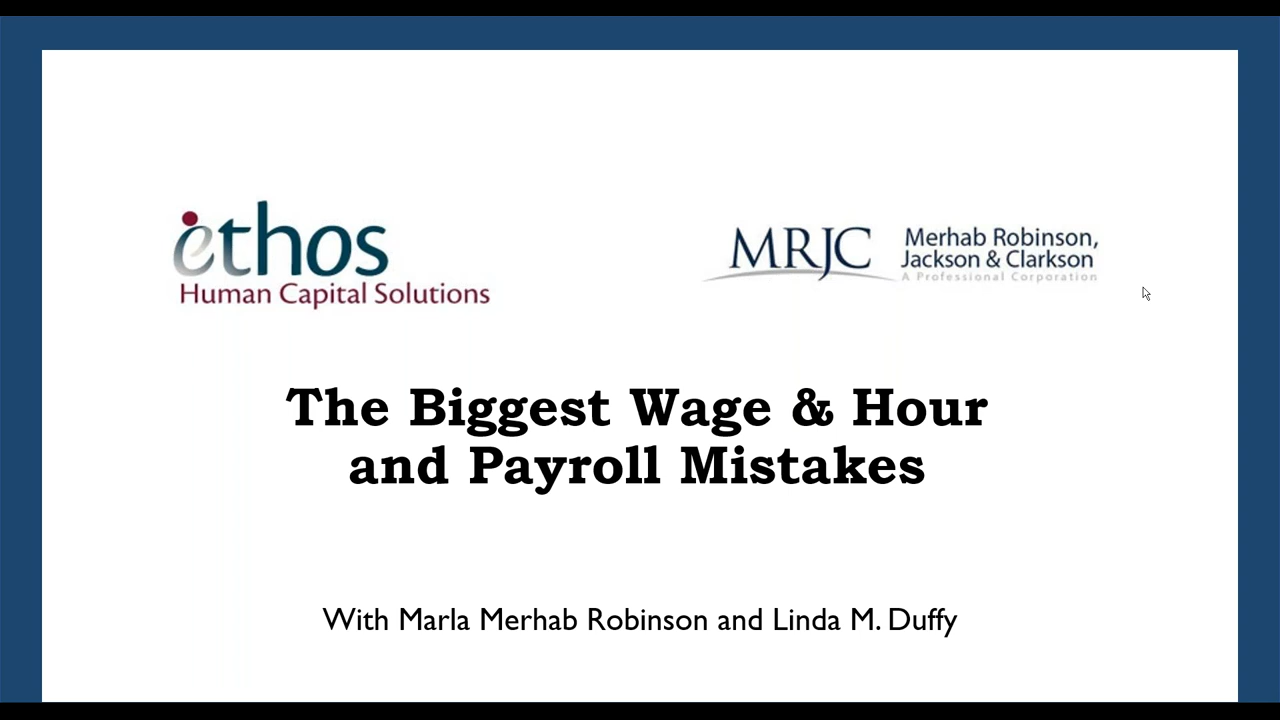 ethos
Human Capital Solutions
MRJC
Merhab Robinson,
Jackson & Clarkson
A Professional Corporation
The Biggest Wage & Hour
and Payroll Mistakes
With Marla Merhab Robinson and Linda M. Duffy